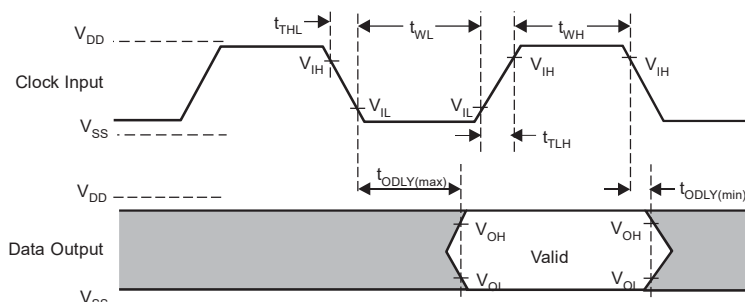 t_THL
V_DD
t_WL
t_WH
V_IH
V_IH
V_IH
Clock Input
V_IL
V_IL
V_SS
t_TLH
V_DD
t_ODLY(max)
t_ODLY(min)
V_OH
V_OH
Data Output
Valid
V_OL
V_OL
V_SS